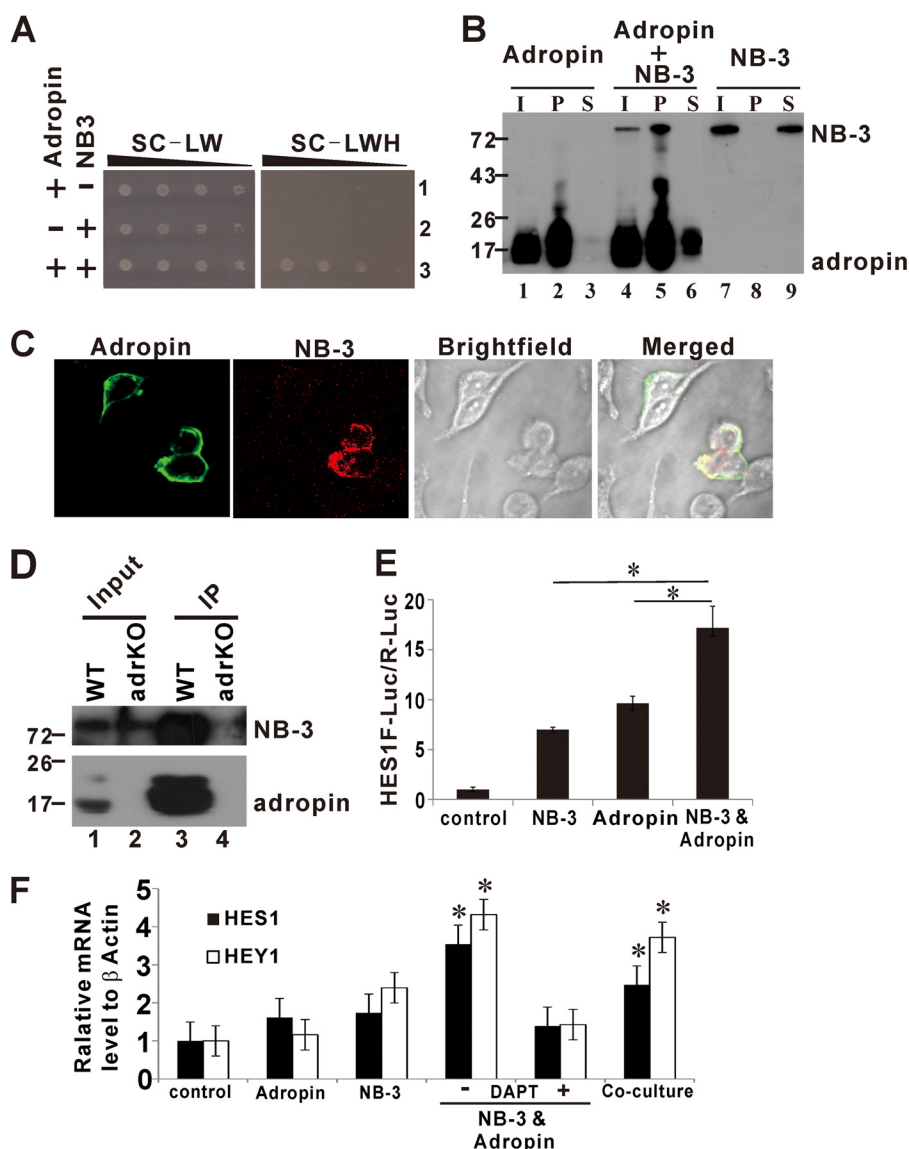 A
Adropin
NB3
SC-LW
SC-LWH
+ - 1
- + 2
+ + 3
B
Adropin
Adropin
+
NB-3
NB-3
I P S I P S I P S
72
43
26
17
NB-3
adropin
1 2 3 4 5 6 7 8 9
C
Adropin
NB-3
Brightfield
Merged
D
Input
IP
WT
adrKO
WT
adrKO
72
NB-3
26
17
adropin
1 2 3 4
E
HES1F-Luc/R-Luc
20
15
10
5
0
*
*
control
NB-3
Adropin
NB-3 &
Adropin
F
Ralative mRNA
level to β Actin
5
4
3
2
1
0
HES1
HEY1
* *
* *
control
Adropin
NB-3
- DAPT +
NB-3 &
Adropin
Co-culture